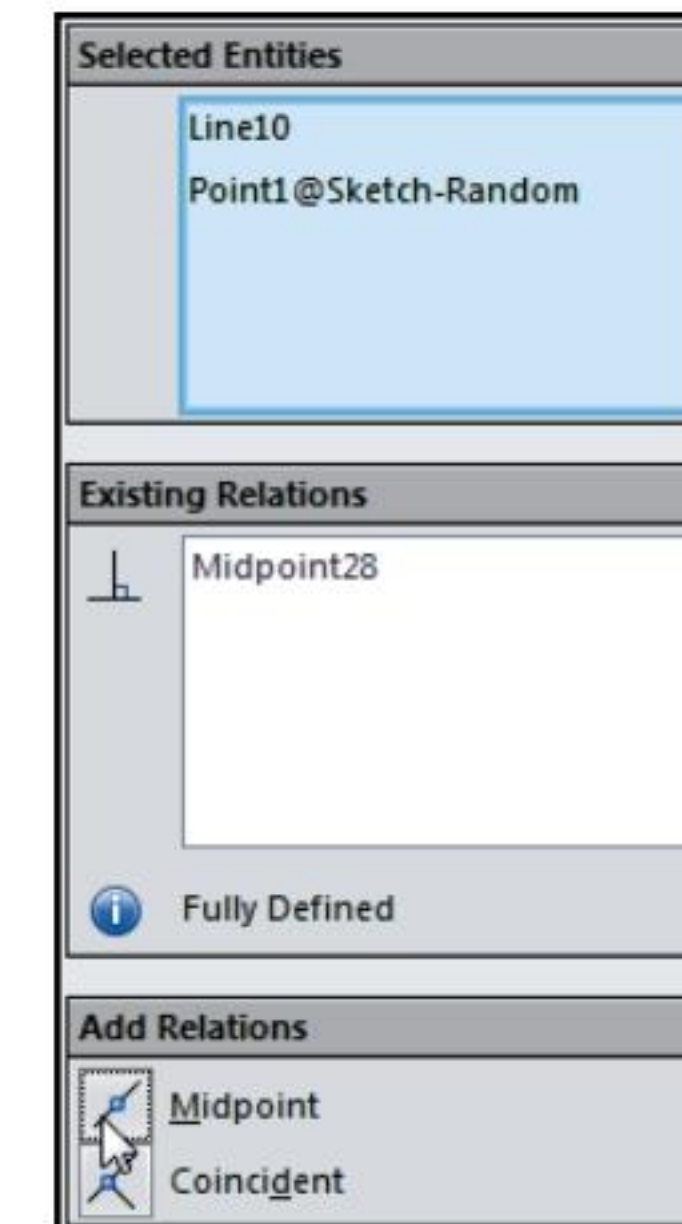 Selected Entities
Line10
Point1@Sketch-Random
Existing Relations
Midpoint28
Fully Defined
Add Relations
Midpoint
Coincident